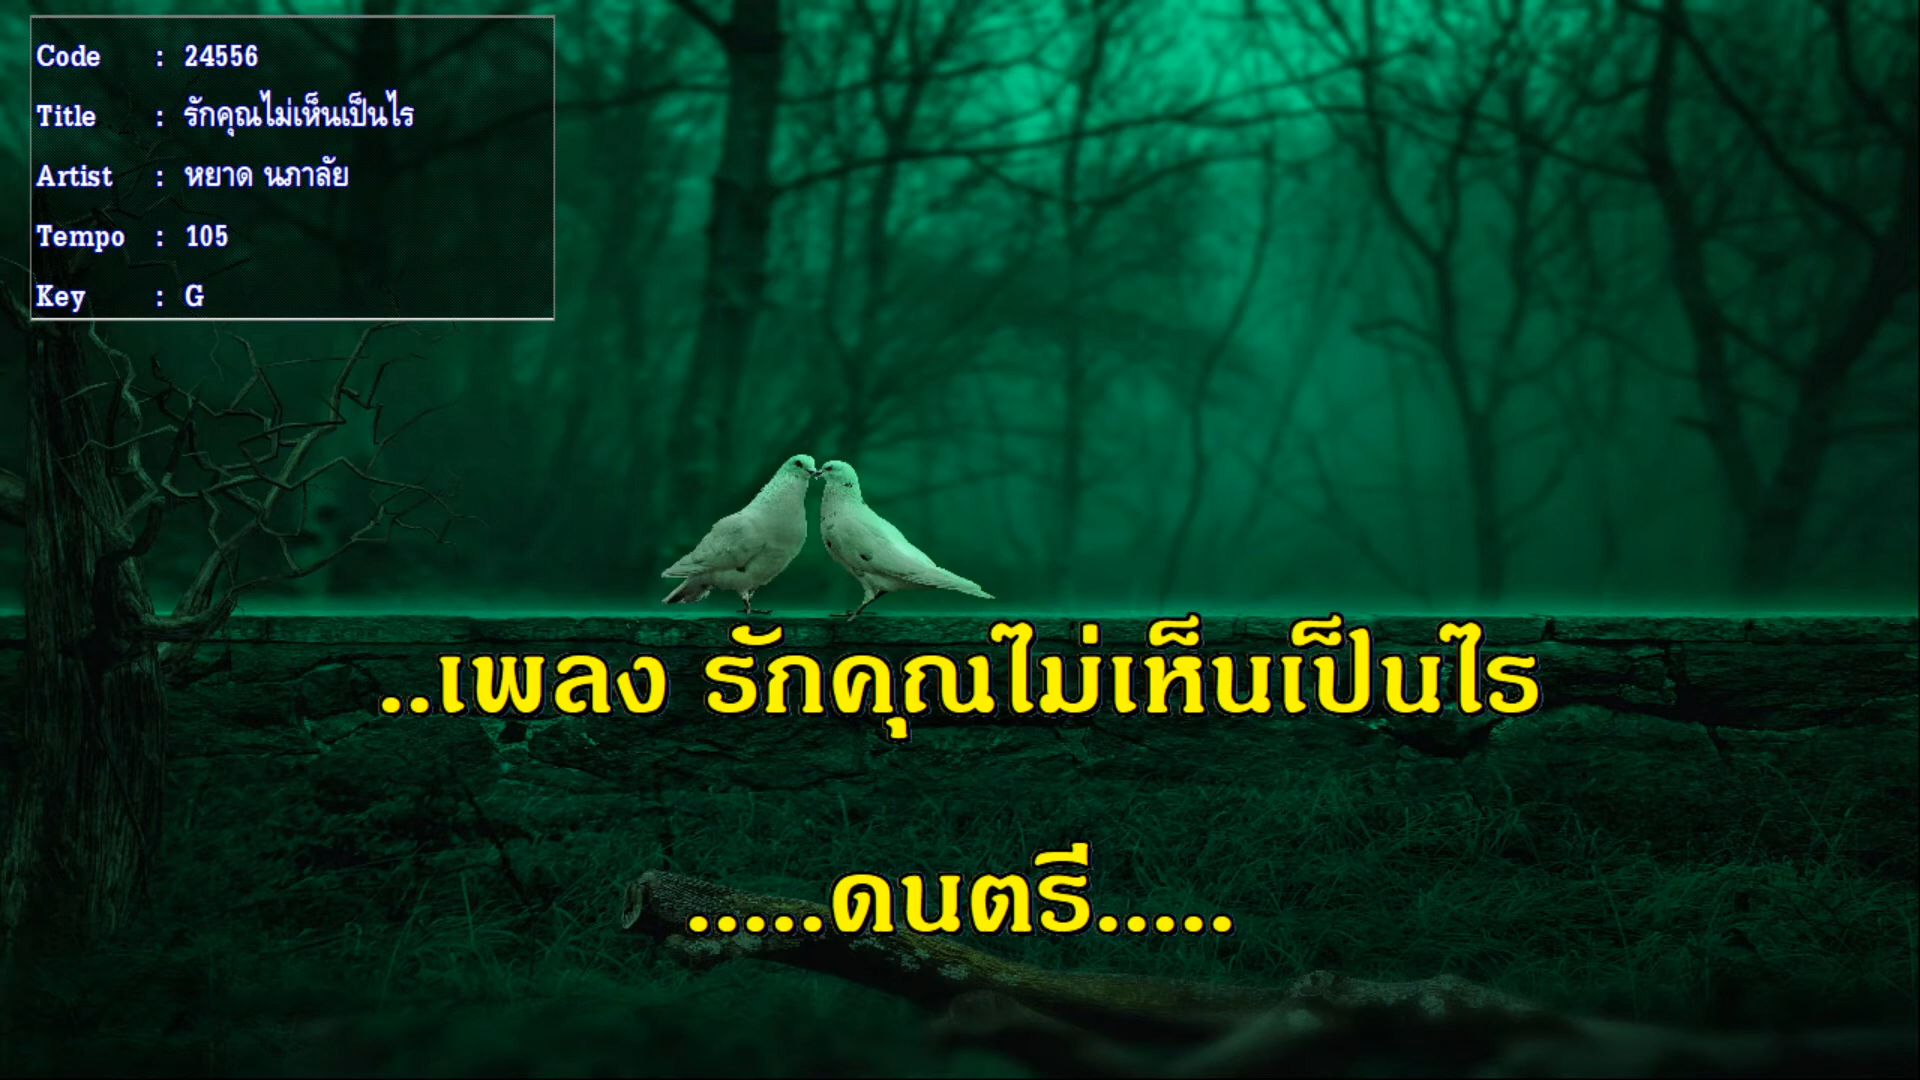 Code : 24556
Title : รักคุณไม่เห็นเป็นไร
Artist : หยาด นภาลัย
Tempo : 105
Key : G
..เพลง รักคุณไม่เห็นเป็นไร
.....ดนตรี.....